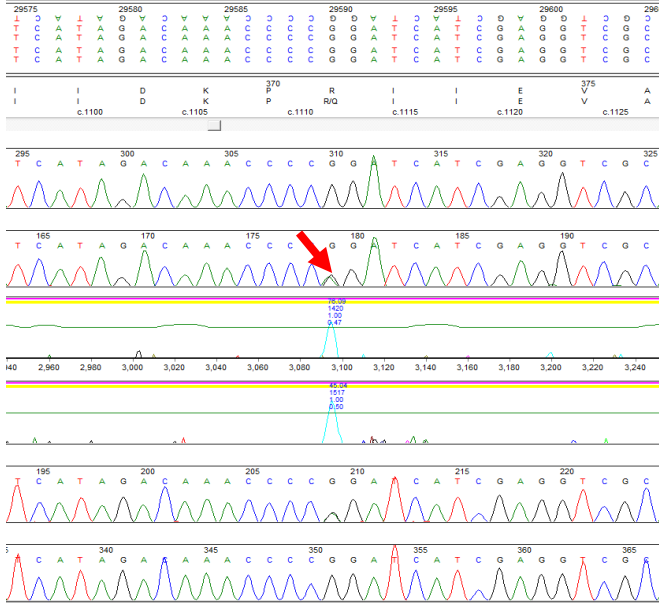 29575 29580 29585 29590 29595 29600 296
T C A T A G A C A A A C C C C G G A T C A T C G A G G T C G C
T C A T A G A C A A A C C C C G G A T C A T C G A G G T C G C
T C A T A G A C A A A C C C C G G A T C A T C G A G G T C G C
T C A T A G A C A A A C C C C G G A T C A T C G A G G T C G C
370 375
I I D K P R I I E V A
I I D K P R/Q I I E V A
c.1100 c.1105 c.1110 c.1115 c.1120 c.1125
295 300 305 310 315 320 325
T C A T A G A C A A A C C C C G G A T C A T C G A G G T C G C
165 170 175 180 185 190
T C A T A G A C A A A C C C G G A T C A T C G A G G T C G C
76.09
1420
1.00
0.47
40 2,960 2,980 3,000 3,020 3,040 3,060 3,080 3,100 3,120 3,140 3,160 3,180 3,200 3,220 3,240
45.04
1517
1.00
0.50
195 200 205 210 215 220
T C A T A G A C A A A C C C C G G A T C A T C G A G G T C G C
340 345 350 355 360 365
T C A T A G A C A A A C C C C G G A T C A T C G A G G T C G C